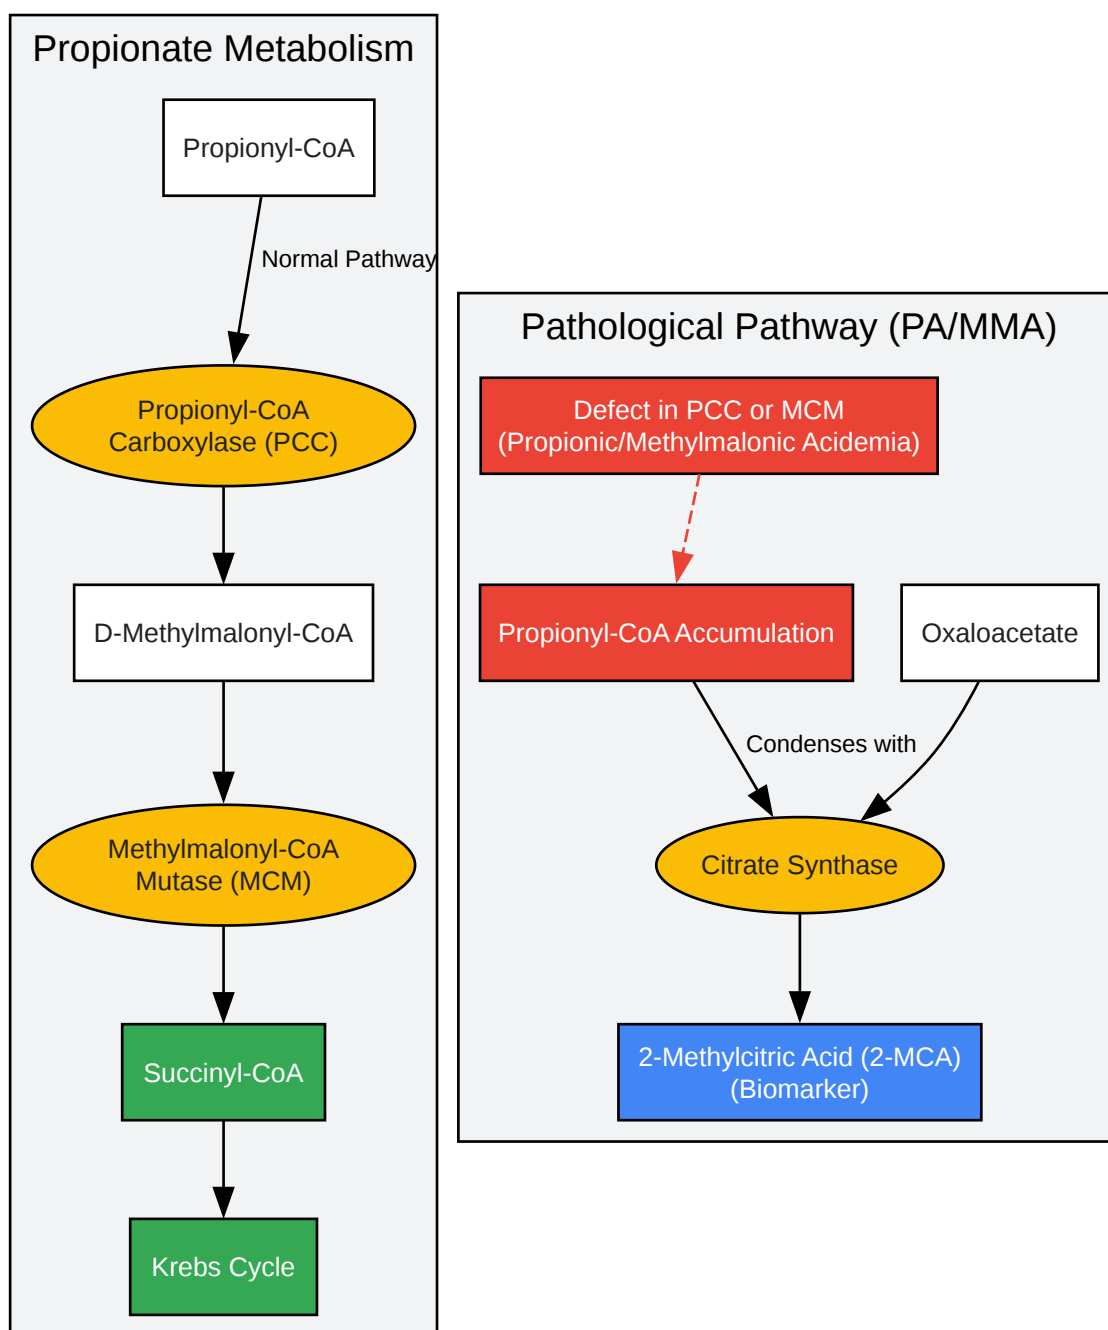 Propionate Metabolism
Propionyl-CoA
Normal Pathway
Propionyl-CoA
Carboxylase (PCC)
D-Methylmalonyl-CoA
Methylmalonyl-CoA
Mutase (MCM)
Succinyl-CoA
Krebs Cycle
Pathological Pathway (PA/MMA)
Defect in PCC or MCM
(Propionic/Methylmalonic Acidemia)
Propionyl-CoA Accumulation
Oxaloacetate
Condenses with
Citrate Synthase
2-Methylcitric Acid (2-MCA)
(Biomarker)